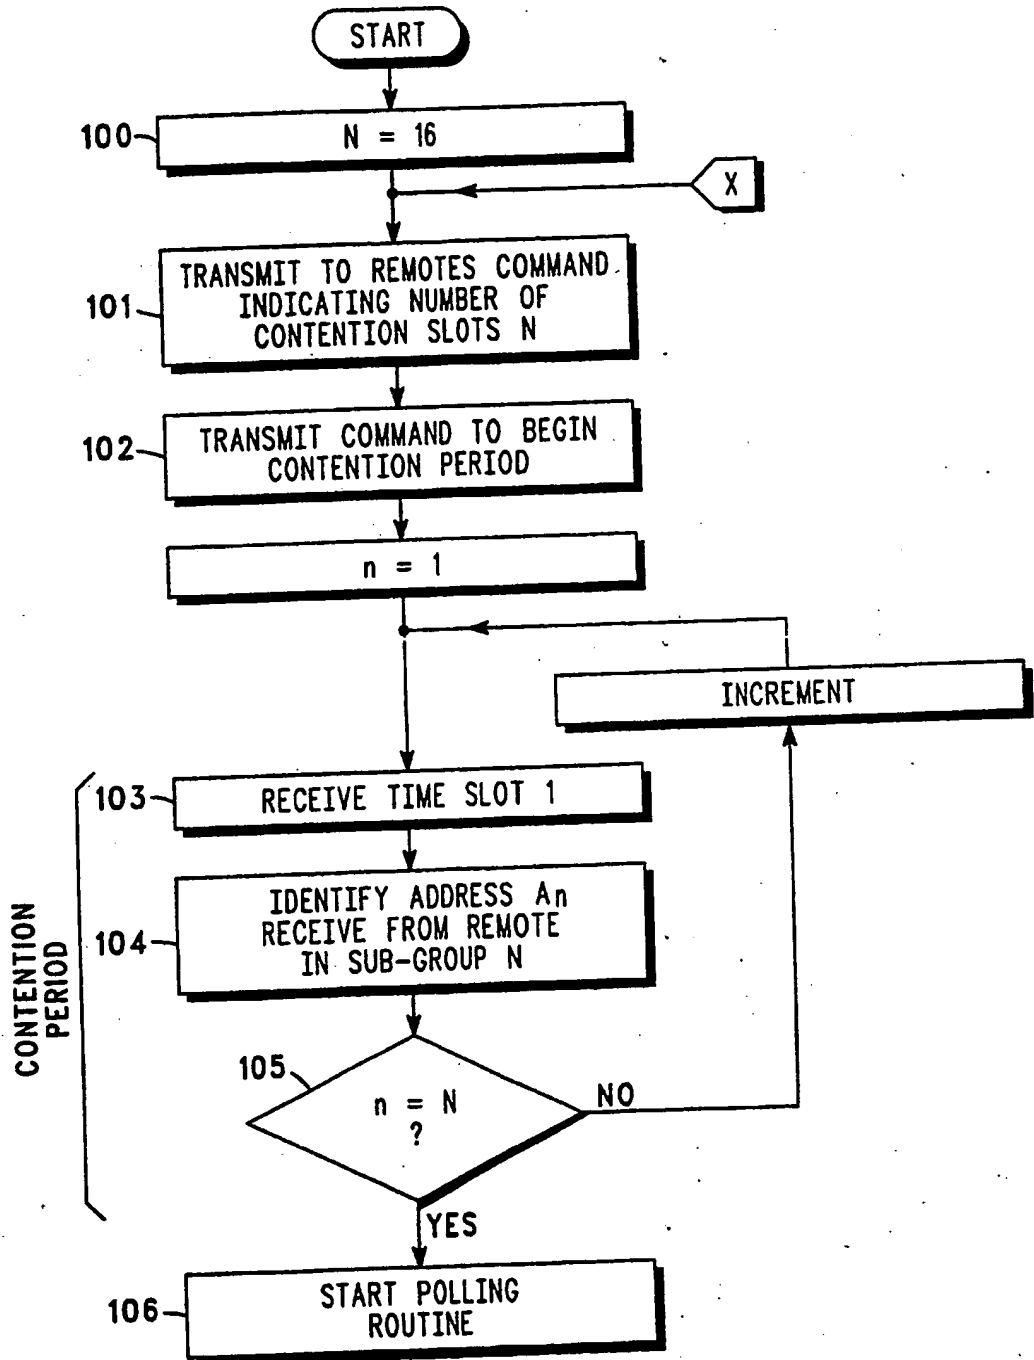 START
100
N = 16
X
101
TRANSMIT TO REMOTES COMMAND
INDICATING NUMBER OF
CONTENTION SLOTS N
102
TRANSMIT COMMAND TO BEGIN
CONTENTION PERIOD
n = 1
INCREMENT
103
RECEIVE TIME SLOT 1
CONTENTION
PERIOD
104
IDENTIFY ADDRESS An
RECEIVE FROM REMOTE
IN SUB-GROUP N
105
n = N
?
NO
YES
106
START POLLING
ROUTINE